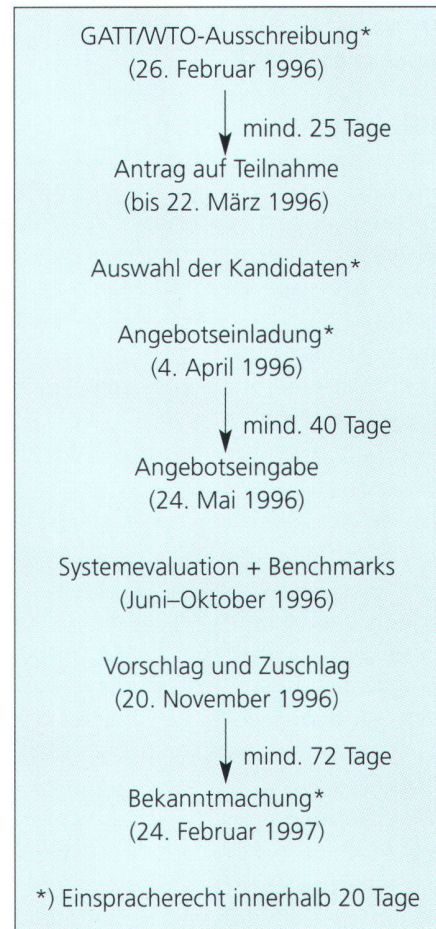 GATT/WTO-Ausschreibung*
(26. Februar 1996)
mind. 25 Tage
Antrag auf Teilnahme
(bis 22. März 1996)
Auswahl der Kandidaten*
Angebotseinladung*
(4. April 1996)
mind. 40 Tage
Angebotseingabe
(24. Mai 1996)
Systemevaluation + Benchmarks
(Juni–Oktober 1996)
Vorschlag und Zuschlag
(20. November 1996)
mind. 72 Tage
Bekanntmachung*
(24. Februar 1997)
*) Einspracherecht innerhalb 20 Tage